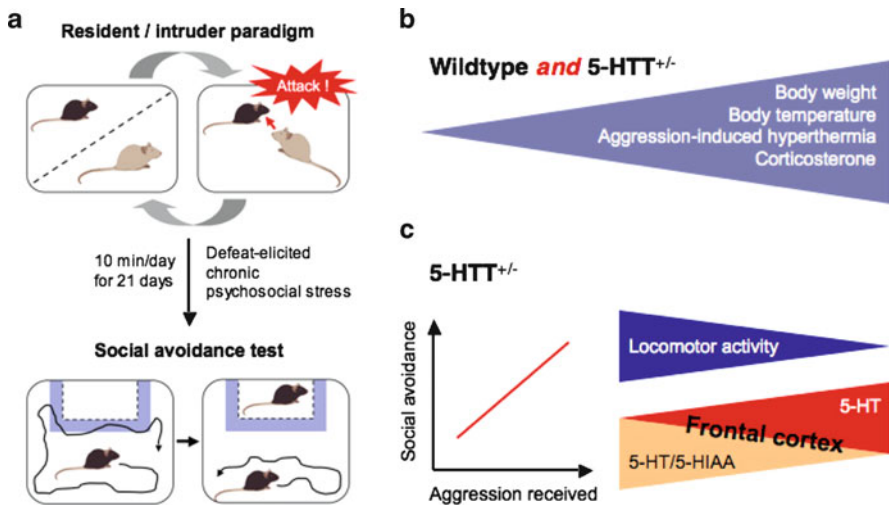 a
Resident / intruder paradigm
Attack !
10 min/day
for 21 days
Defeat-elicited
chronic
psychosocial stress
Social avoidance test
b
Wildtype and 5-HTT+/-
Body weight
Body temperature
Aggression-induced hyperthermia
Corticosterone
c
5-HTT+/-
Social avoidance
Aggression received
Locomotor activity
5-HT
Frontal cortex
5-HT/5-HIAA